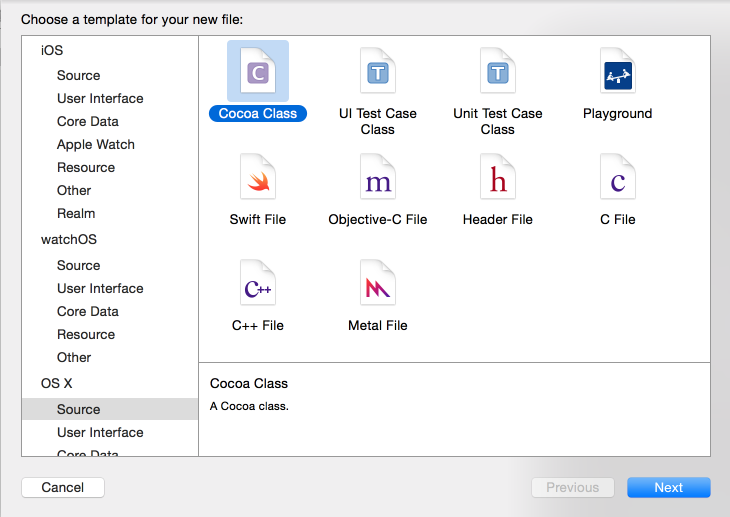 Choose a template for your new file:
iOS
Source
User Interface
Core Data
Apple Watch
Resource
Other
Realm
watchOS
Source
User Interface
Core Data
Resource
Other
OS X
Source
User Interface
Core Data
C
Cocoa Class
T
UI Test Case
Class
T
Unit Test Case
Class
Playground
Swift File
m
Objective-C File
h
Header File
c
C File
C++
C++ File
Metal File
Cocoa Class
A Cocoa class.
Cancel
Previous
Next